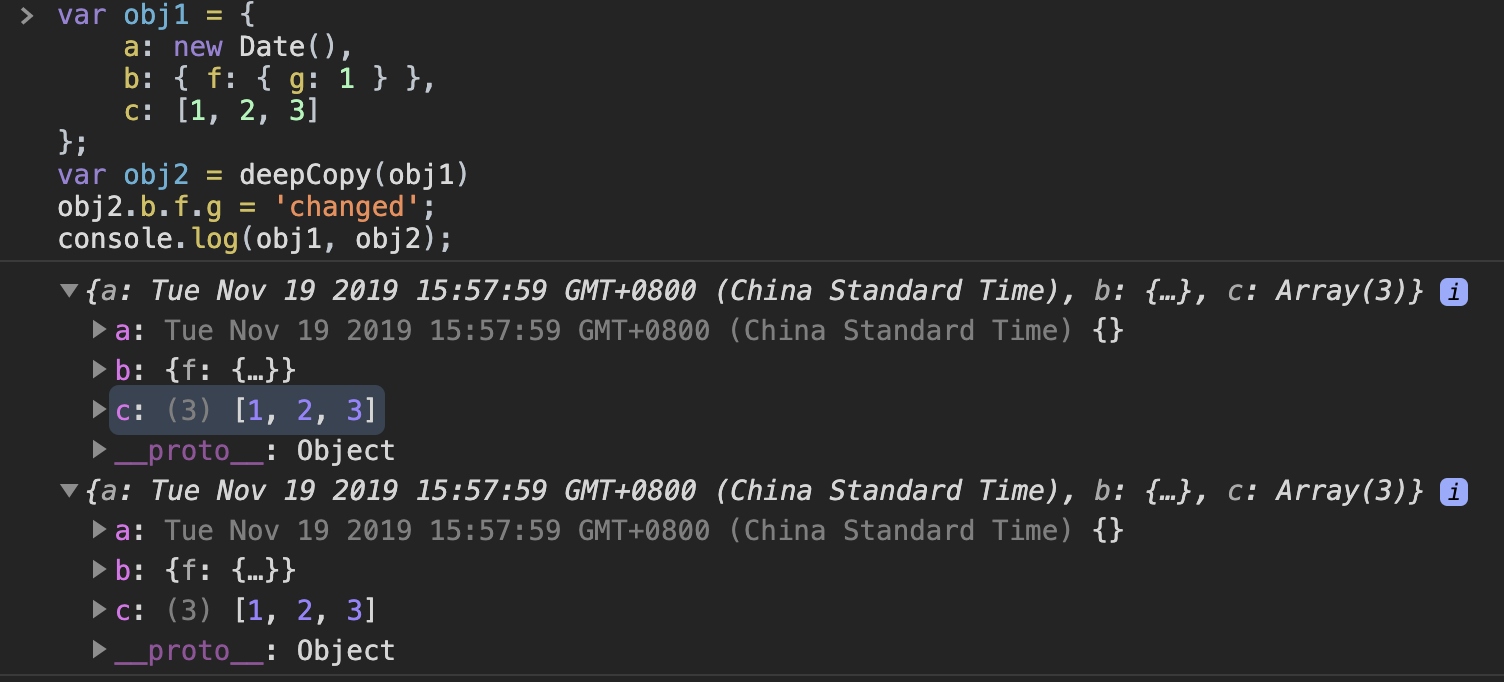 > var obj1 = {
    a: new Date(),
    b: { f: { g: 1 } },
    c: [1, 2, 3]
};
var obj2 = deepCopy(obj1)
obj2.b.f.g = 'changed';
console.log(obj1, obj2);
▼{a: Tue Nov 19 2019 15:57:59 GMT+0800 (China Standard Time), b: {…}, c: Array(3)} i
▶a: Tue Nov 19 2019 15:57:59 GMT+0800 (China Standard Time) {}
▶b: {f: {…}}
▶c: (3) [1, 2, 3]
▶__proto__: Object
▼{a: Tue Nov 19 2019 15:57:59 GMT+0800 (China Standard Time), b: {…}, c: Array(3)} i
▶a: Tue Nov 19 2019 15:57:59 GMT+0800 (China Standard Time) {}
▶b: {f: {…}}
▶c: (3) [1, 2, 3]
▶__proto__: Object